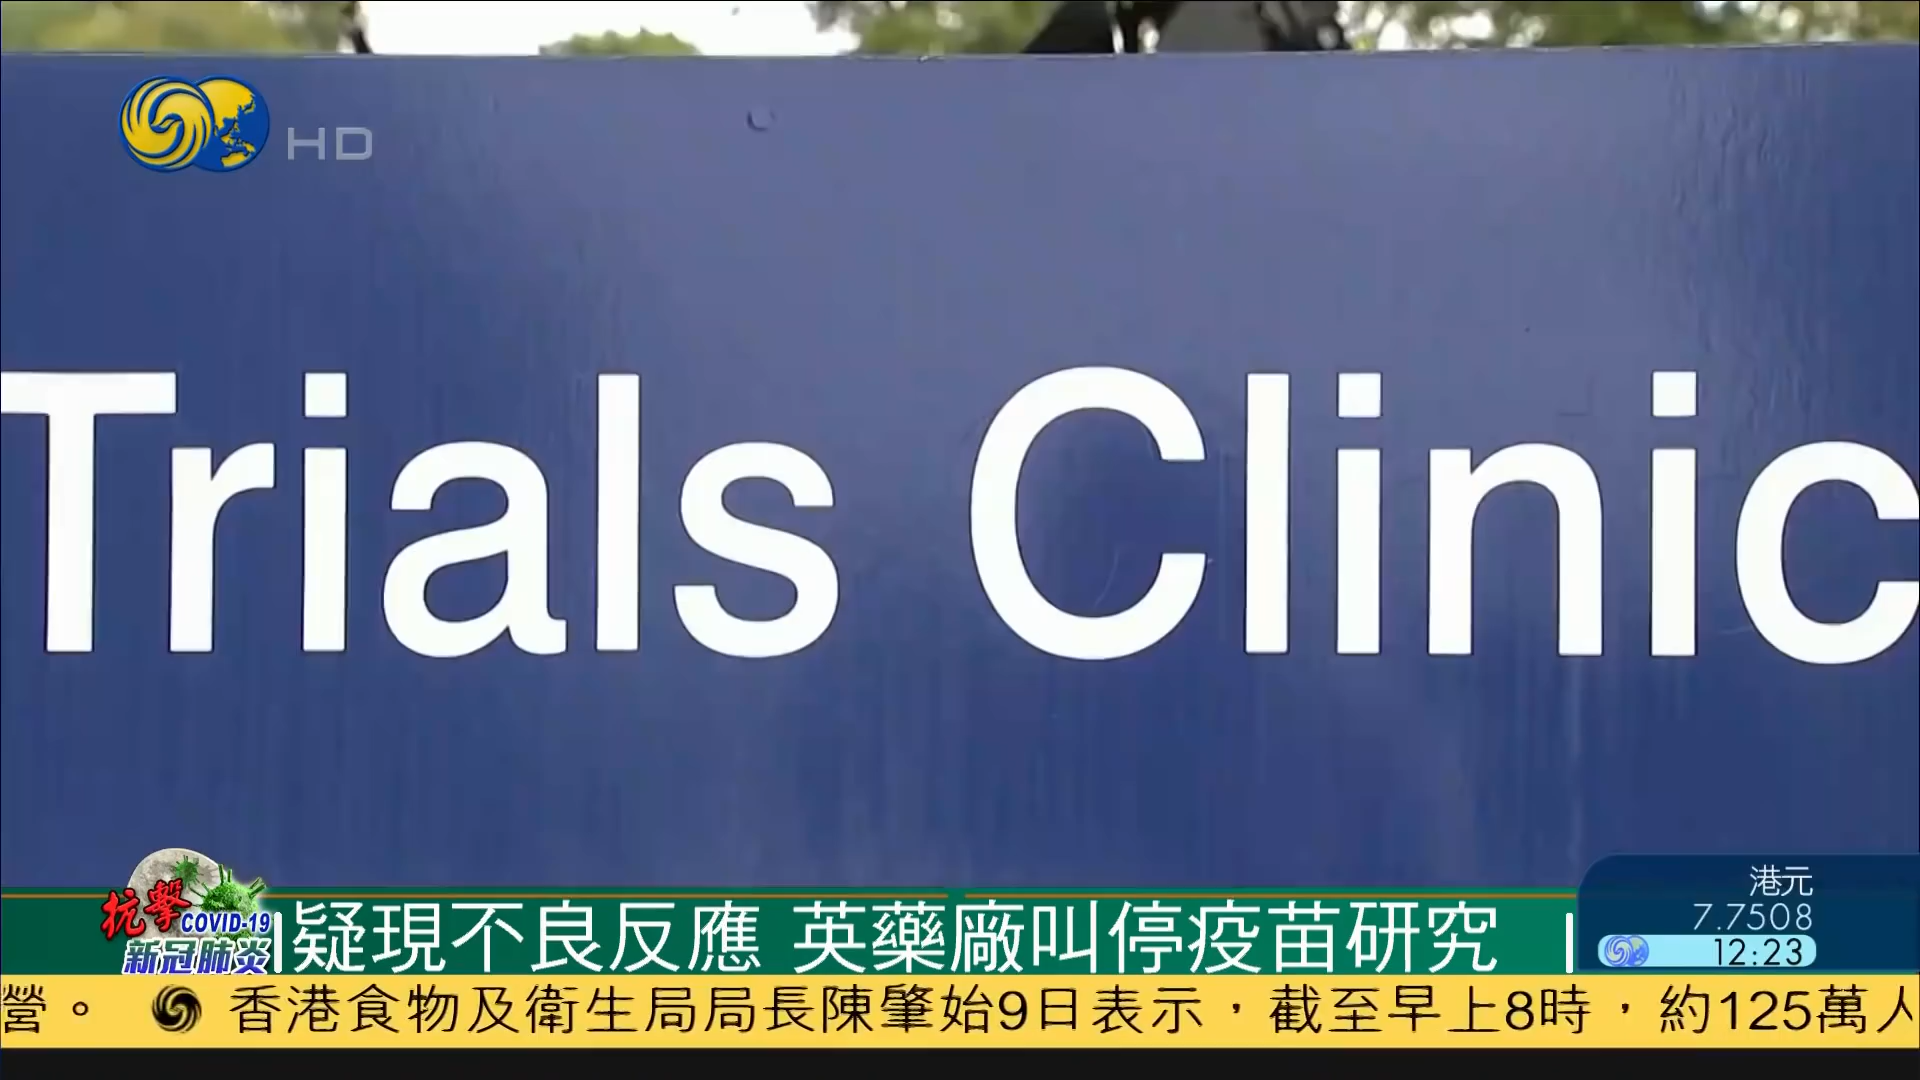 HD
Trials Clinic
抗擊
COVID-19
新冠肺炎
疑現不良反應 英藥廠叫停疫苗研究
港元
7.7508
12:23
營。 香港食物及衛生局局長陳肇始9日表示，截至早上8時，約125萬人